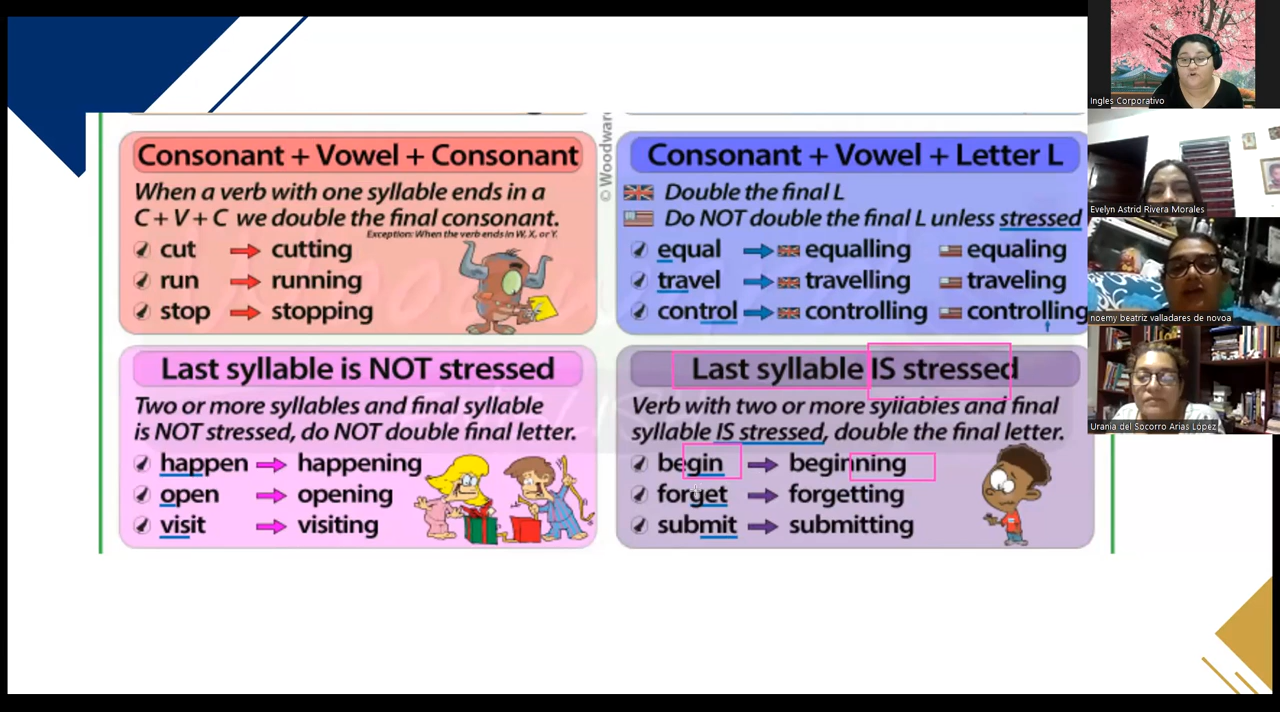 © Woodward
Consonant + Vowel + Consonant
When a verb with one syllable ends in a
C + V + C we double the final consonant.
Exception: When the verb ends in W, X, or Y.
cut cutting
run running
stop stopping
Consonant + Vowel + Letter L
Double the final L
Do NOT double the final L unless stressed
equal equalling equaling
travel travelling traveling
control controlling controlling
Last syllable is NOT stressed
Two or more syllables and final syllable
is NOT stressed, do NOT double final letter.
happen happening
open opening
visit visiting
Last syllable IS stressed
Verb with two or more syllables and final
syllable IS stressed, double the final letter.
begin beginning
forget forgetting
submit submitting
Ingles Corporativo
Evelyn Astrid Rivera Morales
noemy beatriz valladares de novoa
Urania del Socorro Arias López